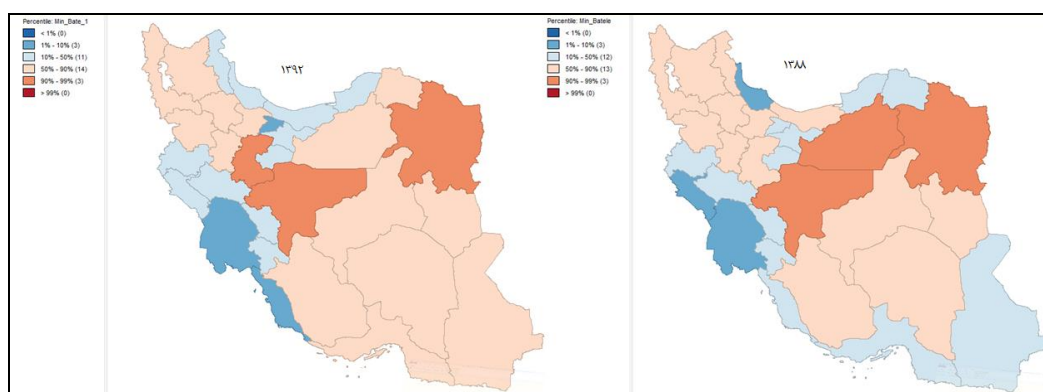 Percentile: Min_Bate_1
< 1% (0)
1% - 10% (3)
10% - 50% (11)
50% - 90% (14)
90% - 99% (3)
> 99% (0)
۱۳۹۲
Percentile: Min_Batele
< 1% (0)
1% - 10% (3)
10% - 50% (12)
50% - 90% (13)
90% - 99% (3)
> 99% (0)
۱۳۸۸